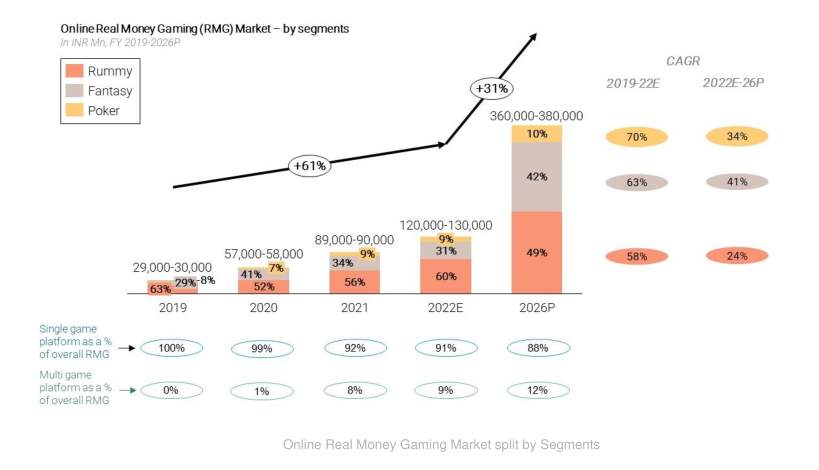 Online Real Money Gaming (RMG) Market – by segments
In INR Mn, FY 2019-2026P
Rummy
Fantasy
Poker
CAGR
2019-22E 2022E-26P
+61%
+31%
70% 34%
63% 41%
58% 24%
29,000-30,000
63% 29% 8%
57,000-58,000
41% 7%
52%
89,000-90,000
9%
34%
56%
120,000-130,000
9%
31%
60%
360,000-380,000
10%
42%
49%
2019 2020 2021 2022E 2026P
Single game
platform as a %
of overall RMG
100% 99% 92% 91% 88%
Multi game
platform as a %
of overall RMG
0% 1% 8% 9% 12%
Online Real Money Gaming Market split by Segments